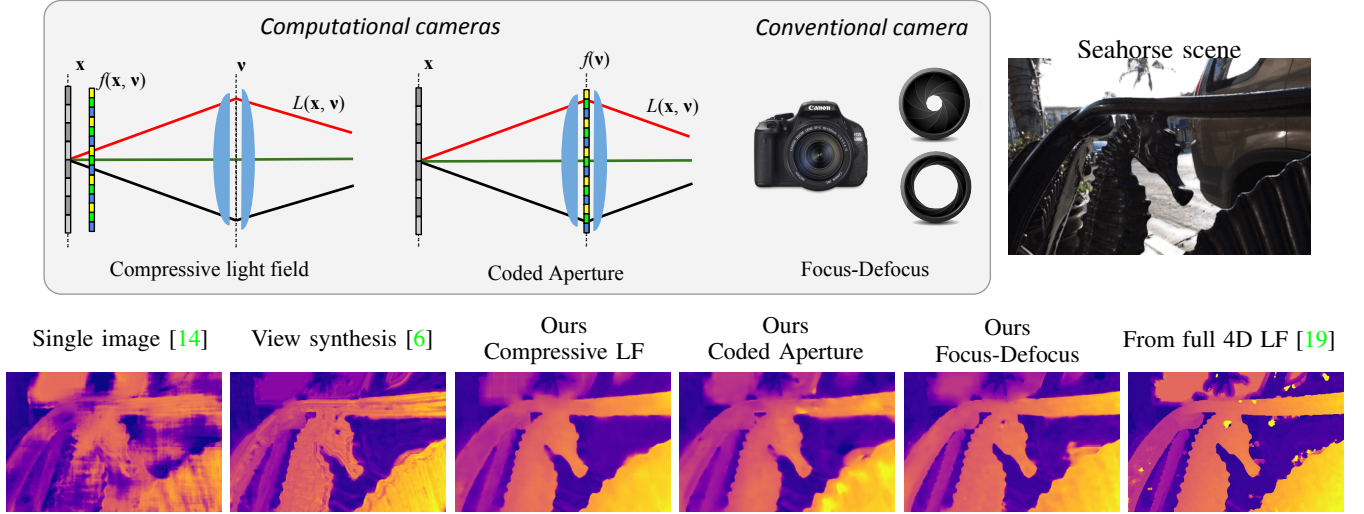 Computational cameras
Conventional camera
Seahorse scene
x
f(x, ν)
ν
L(x, ν)
x
f(ν)
L(x, ν)
Canon
Compressive light field
Coded Aperture
Focus-Defocus
Single image [14]
View synthesis [6]
Ours
Compressive LF
Ours
Coded Aperture
Ours
Focus-Defocus
From full 4D LF [19]